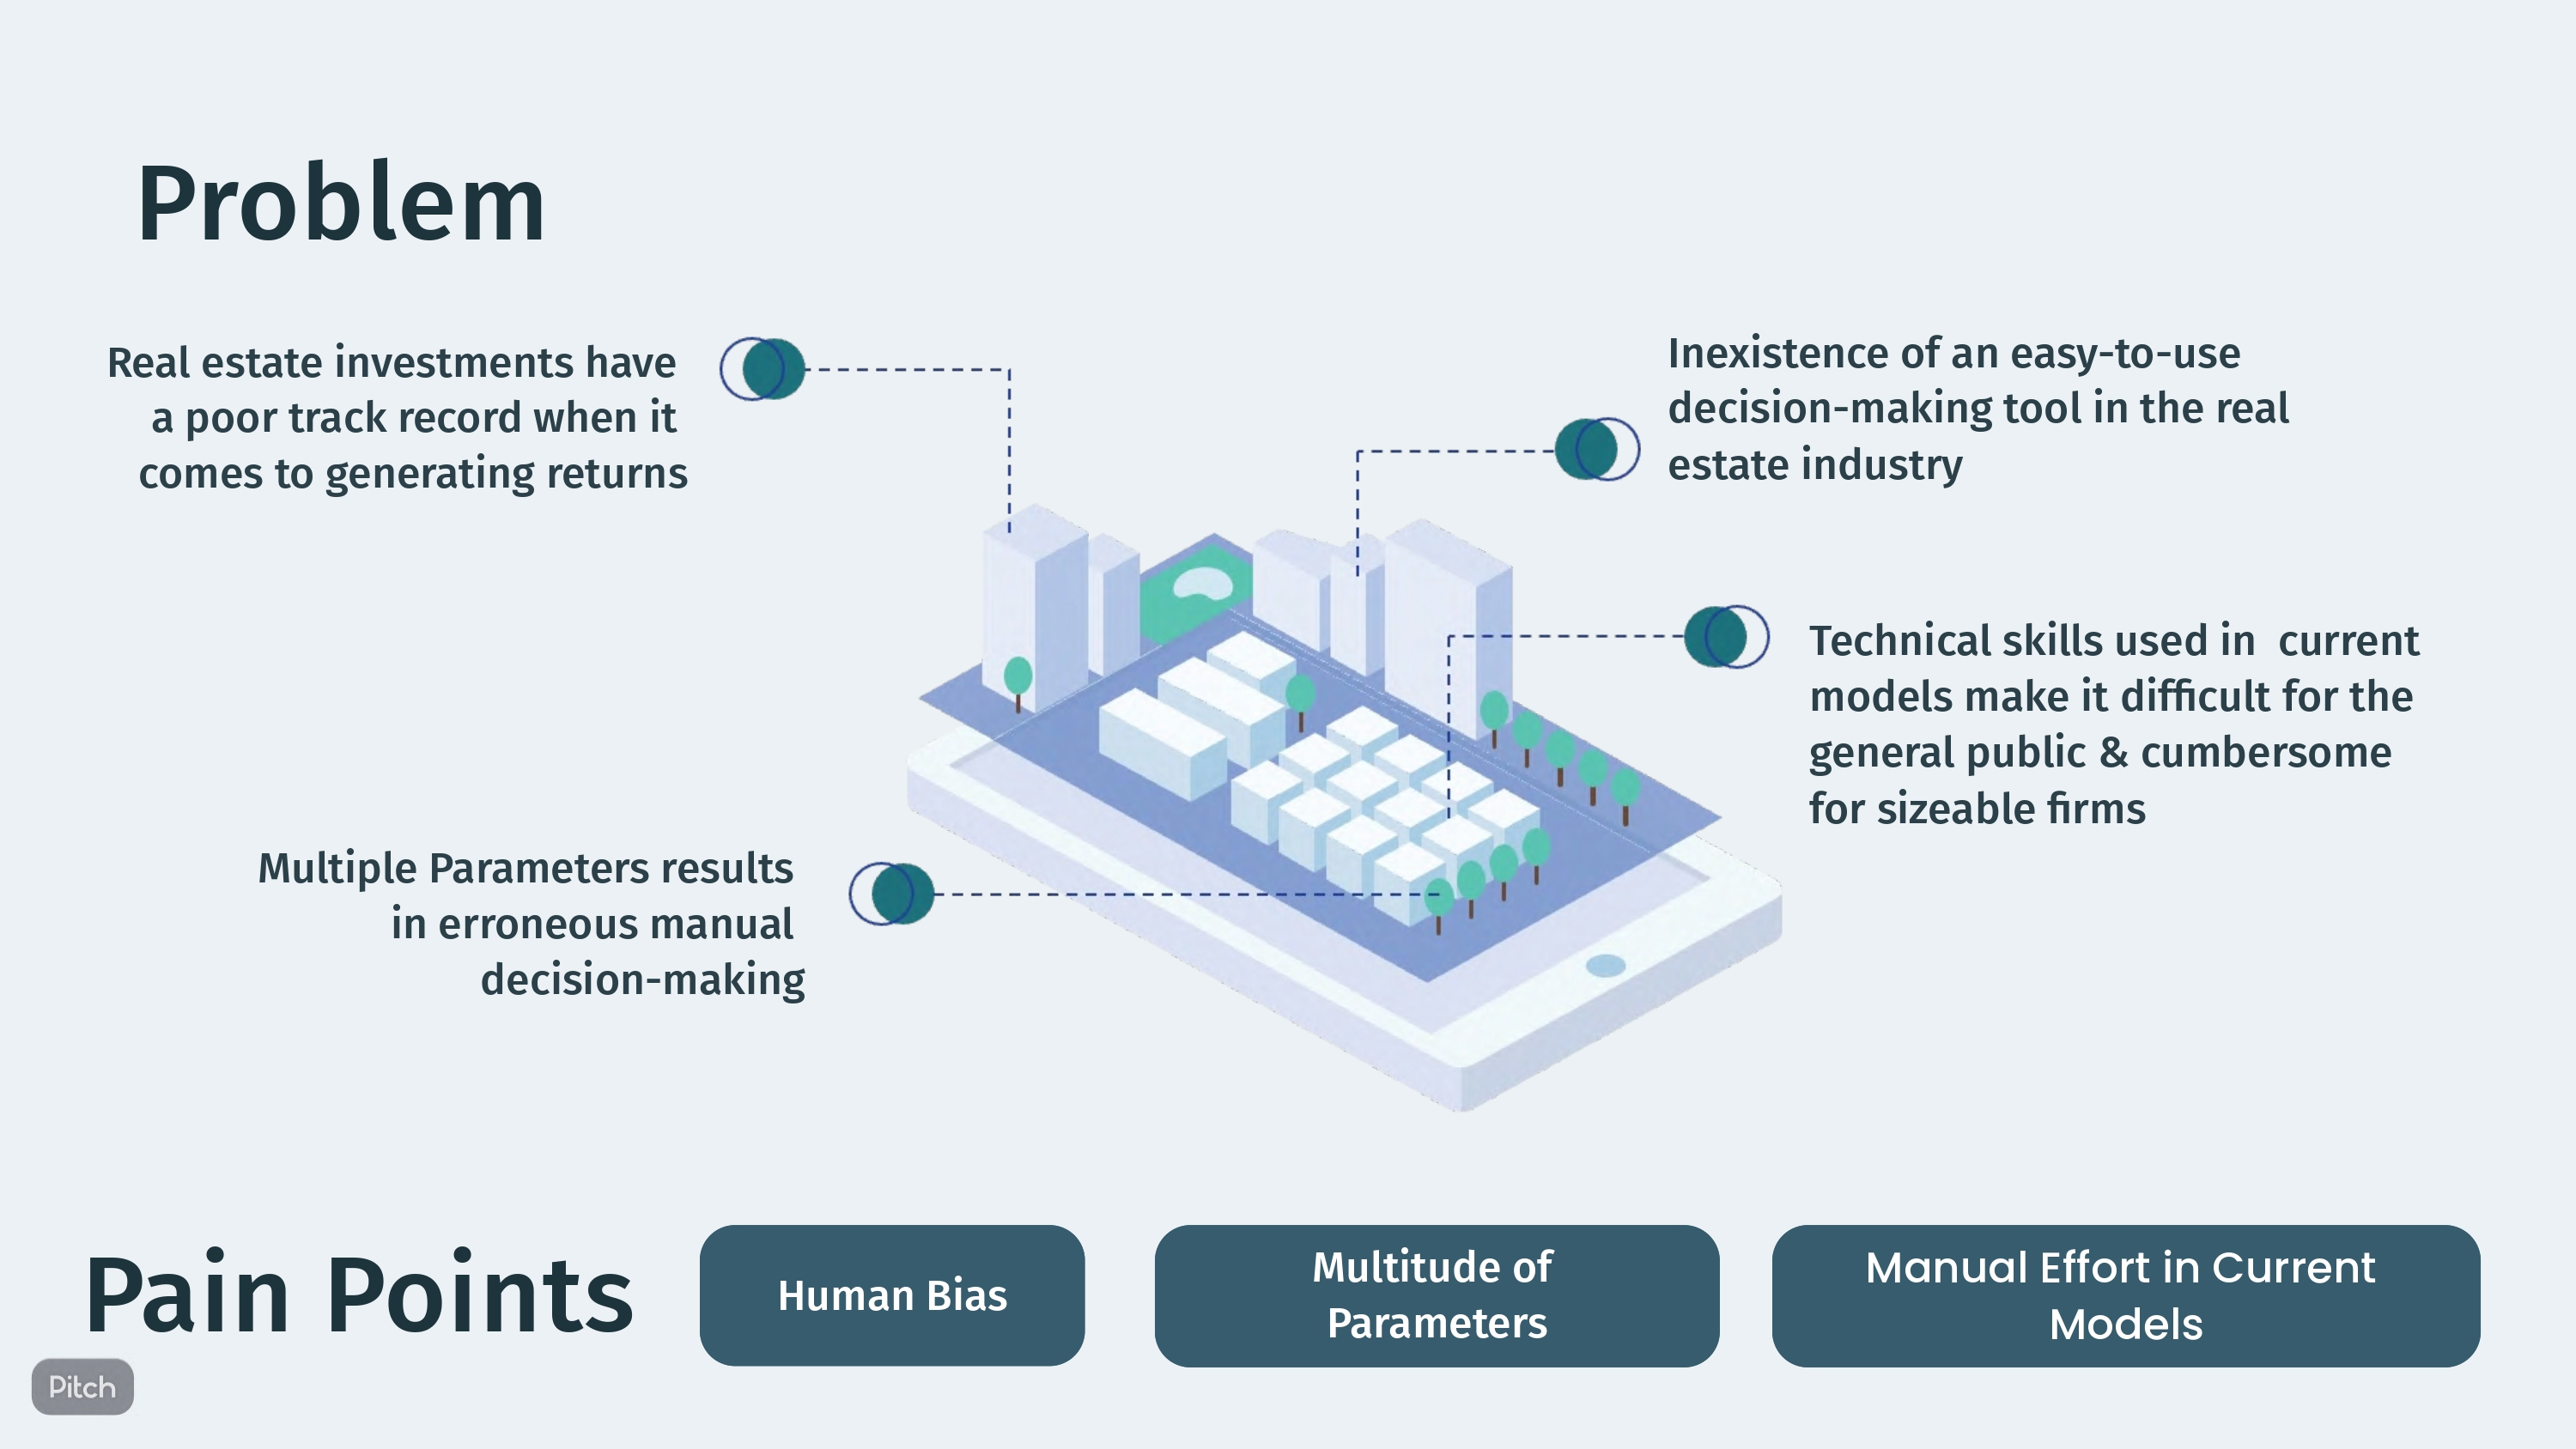 Problem
Real estate investments have
a poor track record when it
comes to generating returns
Inexistence of an easy-to-use
decision-making tool in the real
estate industry
Technical skills used in  current
models make it difficult for the
general public & cumbersome
for sizeable firms
Multiple Parameters results
in erroneous manual
decision-making
Pain Points
Human Bias
Multitude of
Parameters
Manual Effort in Current
Models
Pitch